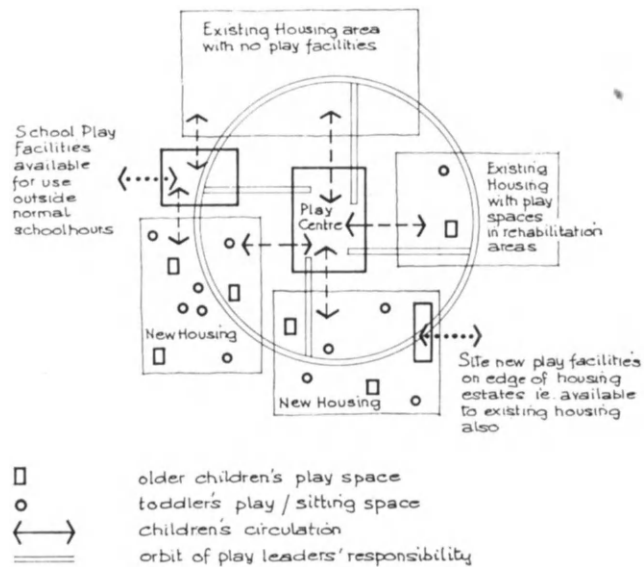 Existing Housing area
with no play facilities
School Play
Facilities
available
for use
outside
normal
schoolhours
Play
Centre
Existing
Housing
with play
spaces
in rehabilitation
areas
New Housing
New Housing
Site new play facilities
on edge of housing
estates ie. available
to existing housing
also
older children's play space
toddler's play / sitting space
children's circulation
orbit of play leaders' responsibility